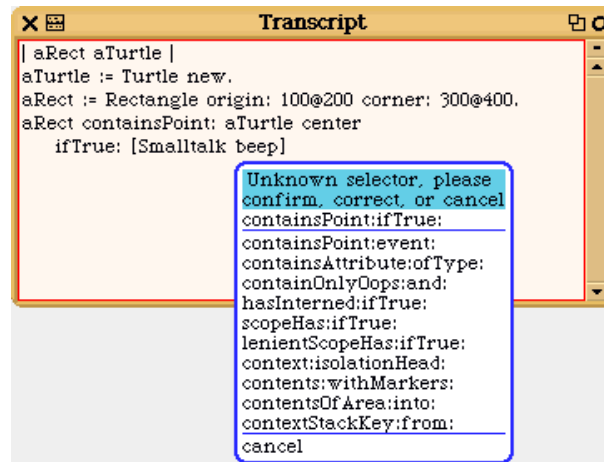 Transcript
| aRect aTurtle |
aTurtle := Turtle new.
aRect := Rectangle origin: 100@200 corner: 300@400.
aRect containsPoint: aTurtle center
ifTrue: [Smalltalk beep]
Unknown selector, please
confirm, correct, or cancel
containsPoint:ifTrue:
containsPoint:event:
containsAttribute:ofType:
containOnlyOops:and:
hasInterned:ifTrue:
scopeHas:ifTrue:
lenientScopeHas:ifTrue:
context:isolationHead:
contents:withMarkers:
contentsOfArea:into:
contextStackKey:from:
cancel